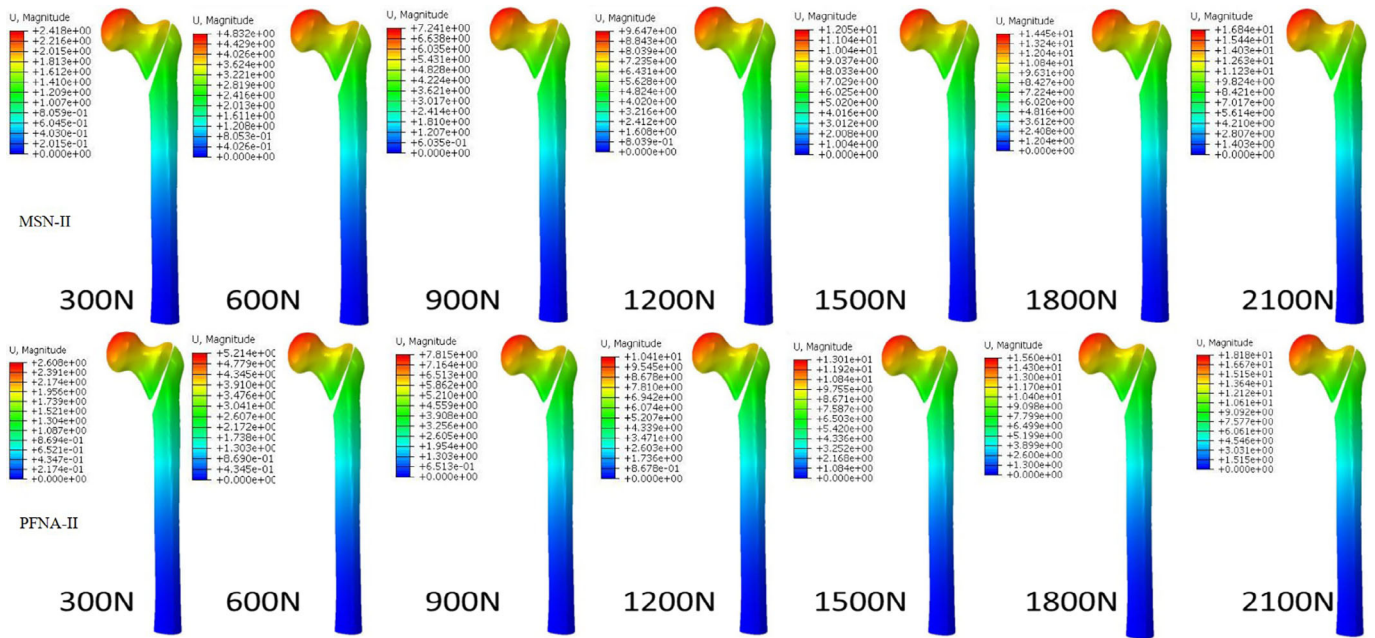 U, Magnitude
+2.418e+00
+2.216e+00
+2.015e+00
+1.813e+00
+1.612e+00
+1.410e+00
+1.209e+00
+1.007e+00
+8.059e-01
+6.045e-01
+4.030e-01
+2.015e-01
+0.000e+00
U, Magnitude
+4.832e+00
+4.429e+00
+4.026e+00
+3.624e+00
+3.221e+00
+2.819e+00
+2.416e+00
+2.013e+00
+1.611e+00
+1.208e+00
+8.053e-01
+4.026e-01
+0.000e+00
U, Magnitude
+7.241e+00
+6.638e+00
+6.035e+00
+5.431e+00
+4.828e+00
+4.224e+00
+3.621e+00
+3.017e+00
+2.414e+00
+1.810e+00
+1.207e+00
+6.035e-01
+0.000e+00
U, Magnitude
+9.647e+00
+8.843e+00
+8.039e+00
+7.235e+00
+6.431e+00
+5.628e+00
+4.824e+00
+4.020e+00
+3.216e+00
+2.412e+00
+1.608e+00
+8.039e-01
+0.000e+00
U, Magnitude
+1.205e+01
+1.104e+01
+1.004e+01
+9.037e+00
+8.033e+00
+7.029e+00
+6.025e+00
+5.020e+00
+4.016e+00
+3.012e+00
+2.008e+00
+1.004e+00
+0.000e+00
U, Magnitude
+1.445e+01
+1.324e+01
+1.204e+01
+1.084e+01
+9.631e+00
+8.427e+00
+7.224e+00
+6.020e+00
+4.816e+00
+3.612e+00
+2.408e+00
+1.204e+00
+0.000e+00
U, Magnitude
+1.684e+01
+1.544e+01
+1.403e+01
+1.263e+01
+1.123e+01
+9.824e+00
+8.421e+00
+7.017e+00
+5.614e+00
+4.210e+00
+2.807e+00
+1.403e+00
+0.000e+00
MSN-II
300N
600N
900N
1200N
1500N
1800N
2100N
U, Magnitude
+2.608e+00
+2.391e+00
+2.174e+00
+1.956e+00
+1.739e+00
+1.521e+00
+1.304e+00
+1.087e+00
+8.694e-01
+6.521e-01
+4.347e-01
+2.174e-01
+0.000e+00
U, Magnitude
+5.214e+00
+4.779e+00
+4.345e+00
+3.910e+00
+3.476e+00
+3.041e+00
+2.607e+00
+2.172e+00
+1.738e+00
+1.303e+00
+8.690e-01
+4.345e-01
+0.000e+00
U, Magnitude
+7.815e+00
+7.164e+00
+6.513e+00
+5.862e+00
+5.210e+00
+4.559e+00
+3.908e+00
+3.256e+00
+2.605e+00
+1.954e+00
+1.303e+00
+6.513e-01
+0.000e+00
U, Magnitude
+1.041e+01
+9.545e+00
+8.678e+00
+7.810e+00
+6.942e+00
+6.074e+00
+5.207e+00
+4.339e+00
+3.471e+00
+2.603e+00
+1.736e+00
+8.678e-01
+0.000e+00
U, Magnitude
+1.301e+01
+1.192e+01
+1.084e+01
+9.755e+00
+8.671e+00
+7.587e+00
+6.503e+00
+5.420e+00
+4.336e+00
+3.252e+00
+2.168e+00
+1.084e+00
+0.000e+00
U, Magnitude
+1.560e+01
+1.430e+01
+1.300e+01
+1.170e+01
+1.040e+01
+9.098e+00
+7.799e+00
+6.499e+00
+5.199e+00
+3.899e+00
+2.600e+00
+1.300e+00
+0.000e+00
U, Magnitude
+1.818e+01
+1.667e+01
+1.515e+01
+1.364e+01
+1.212e+01
+1.061e+01
+9.092e+00
+7.577e+00
+6.061e+00
+4.546e+00
+3.031e+00
+1.515e+00
+0.000e+00
PFNA-II
300N
600N
900N
1200N
1500N
1800N
2100N